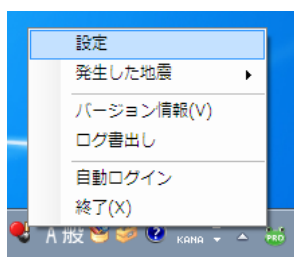 設定
発生した地震
バージョン情報(V)
ログ書出し
自動ログイン
終了(X)
A 般 KANA
PRO